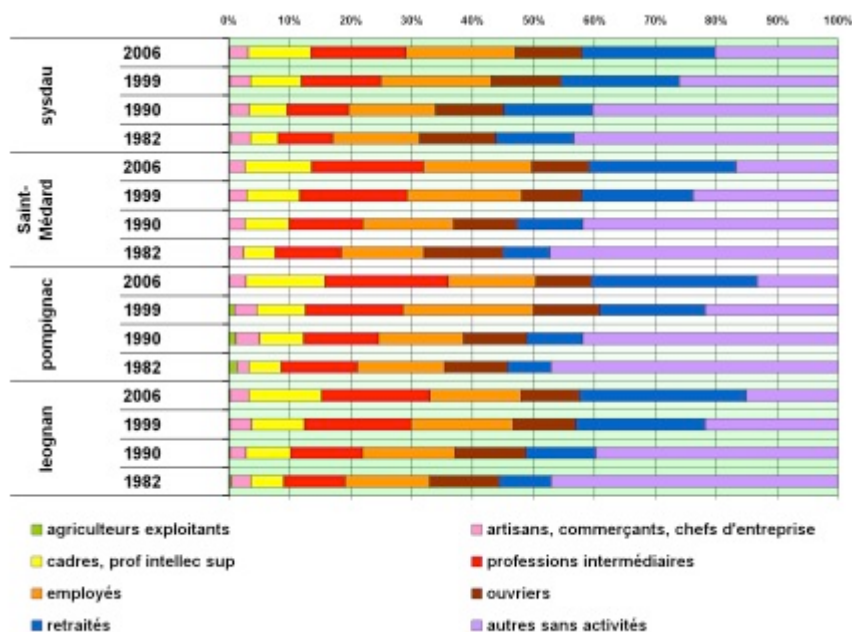 0% 10% 20% 30% 40% 50% 60% 70% 80% 90% 100%
sysdau
2006
1999
1990
1982
Saint-
Médard
2006
1999
1990
1982
pompignac
2006
1999
1990
1982
leognan
2006
1999
1990
1982
agriculteurs exploitants
artisans, commerçants, chefs d'entreprise
cadres, prof intellec sup
professions intermédiaires
employés
ouvriers
retraités
autres sans activités